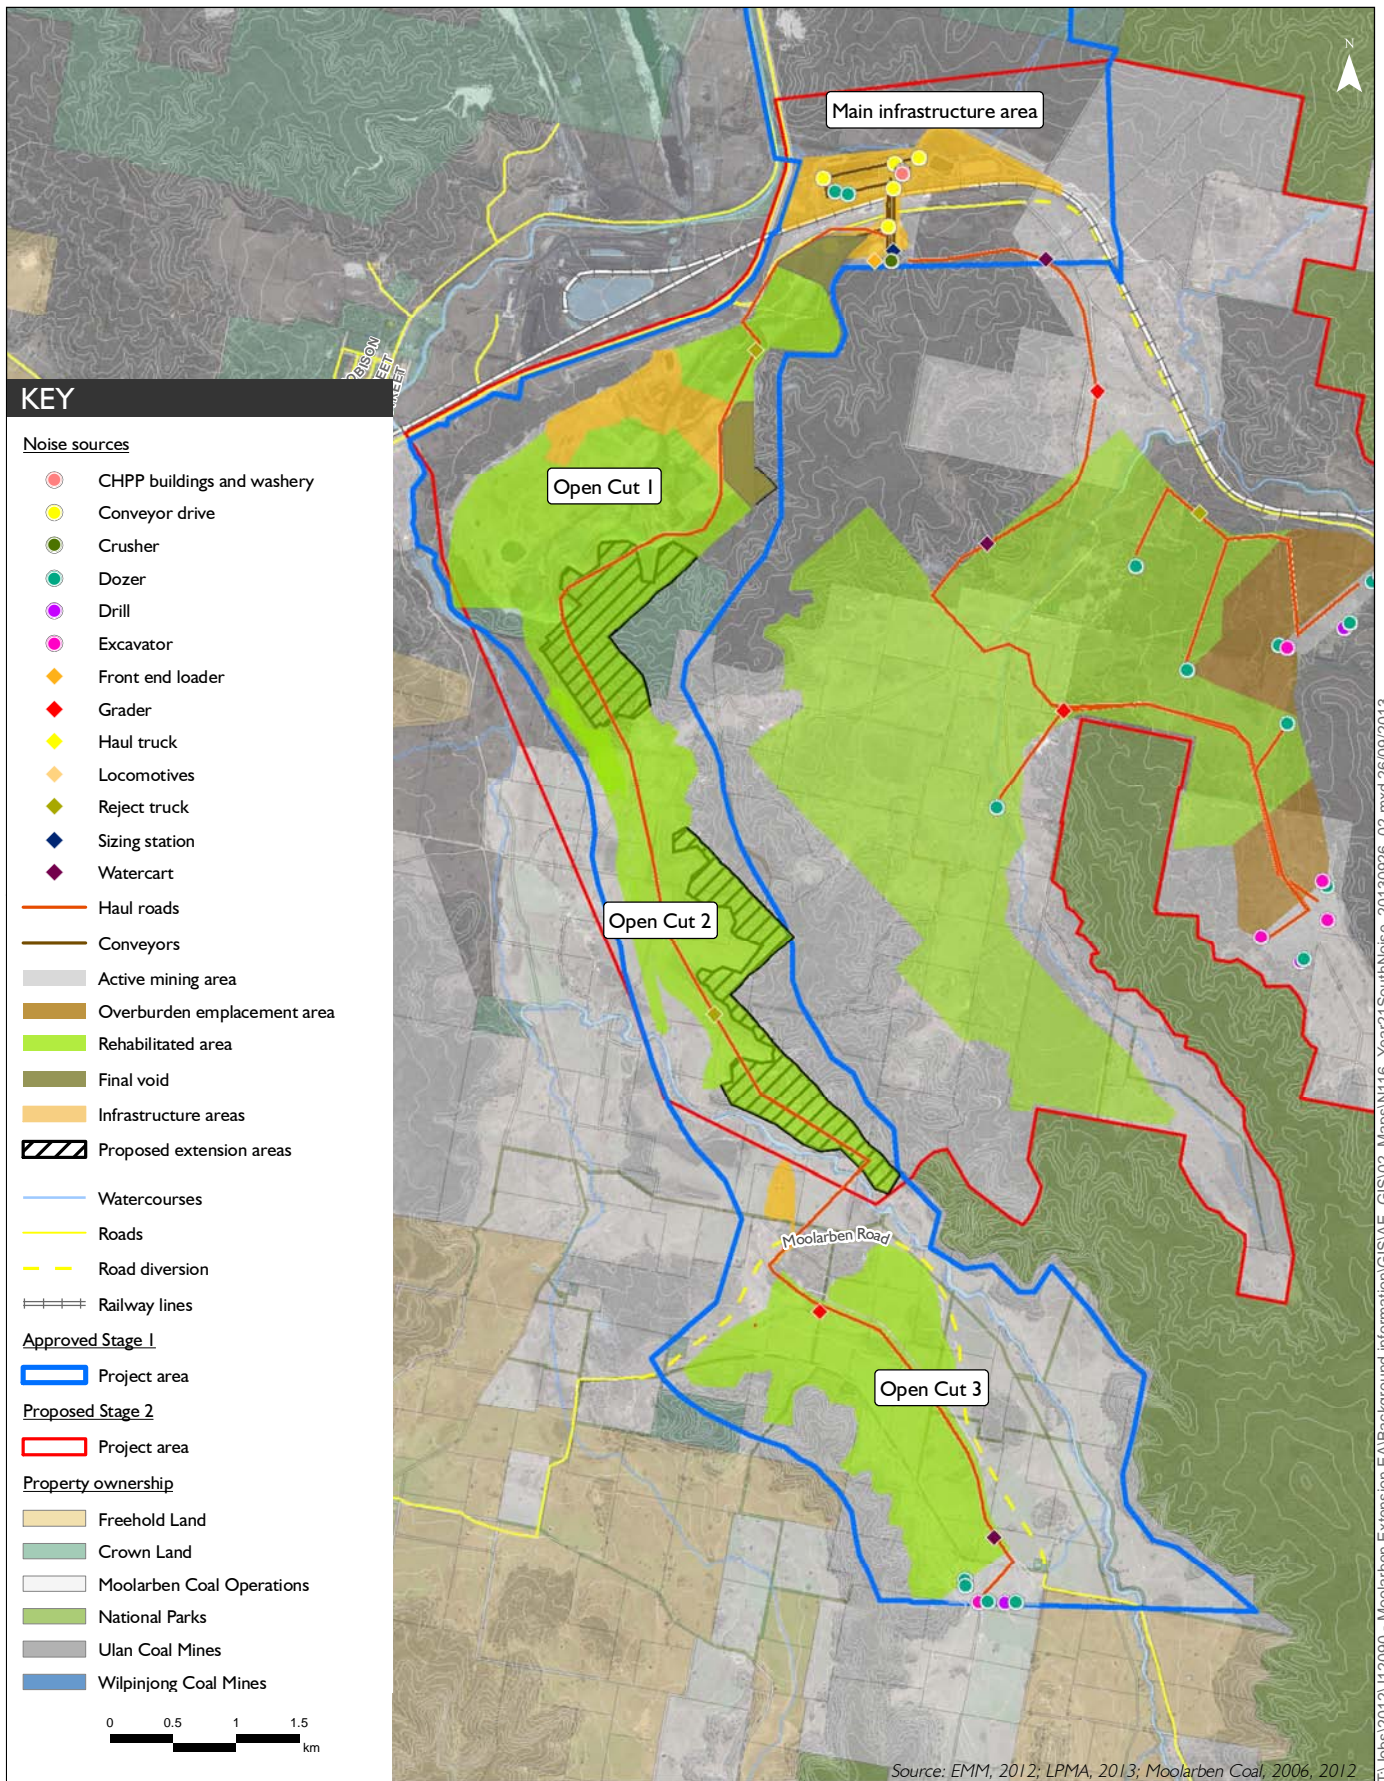 N
Main infrastructure area
Open Cut 1
Open Cut 2
Moolarben Road
Open Cut 3
KEY
Noise sources
CHPP buildings and washery
Conveyor drive
Crusher
Dozer
Drill
Excavator
Front end loader
Grader
Haul truck
Locomotives
Reject truck
Sizing station
Watercart
Haul roads
Conveyors
Active mining area
Overburden emplacement area
Rehabilitated area
Final void
Infrastructure areas
Proposed extension areas
Watercourses
Roads
Road diversion
Railway lines
Approved Stage 1
Project area
Proposed Stage 2
Project area
Property ownership
Freehold Land
Crown Land
Moolarben Coal Operations
National Parks
Ulan Coal Mines
Wilpinjong Coal Mines
0 0.5 1 1.5
km
Source: EMM, 2012; LPMA, 2013; Moolarben Coal, 2006, 2012